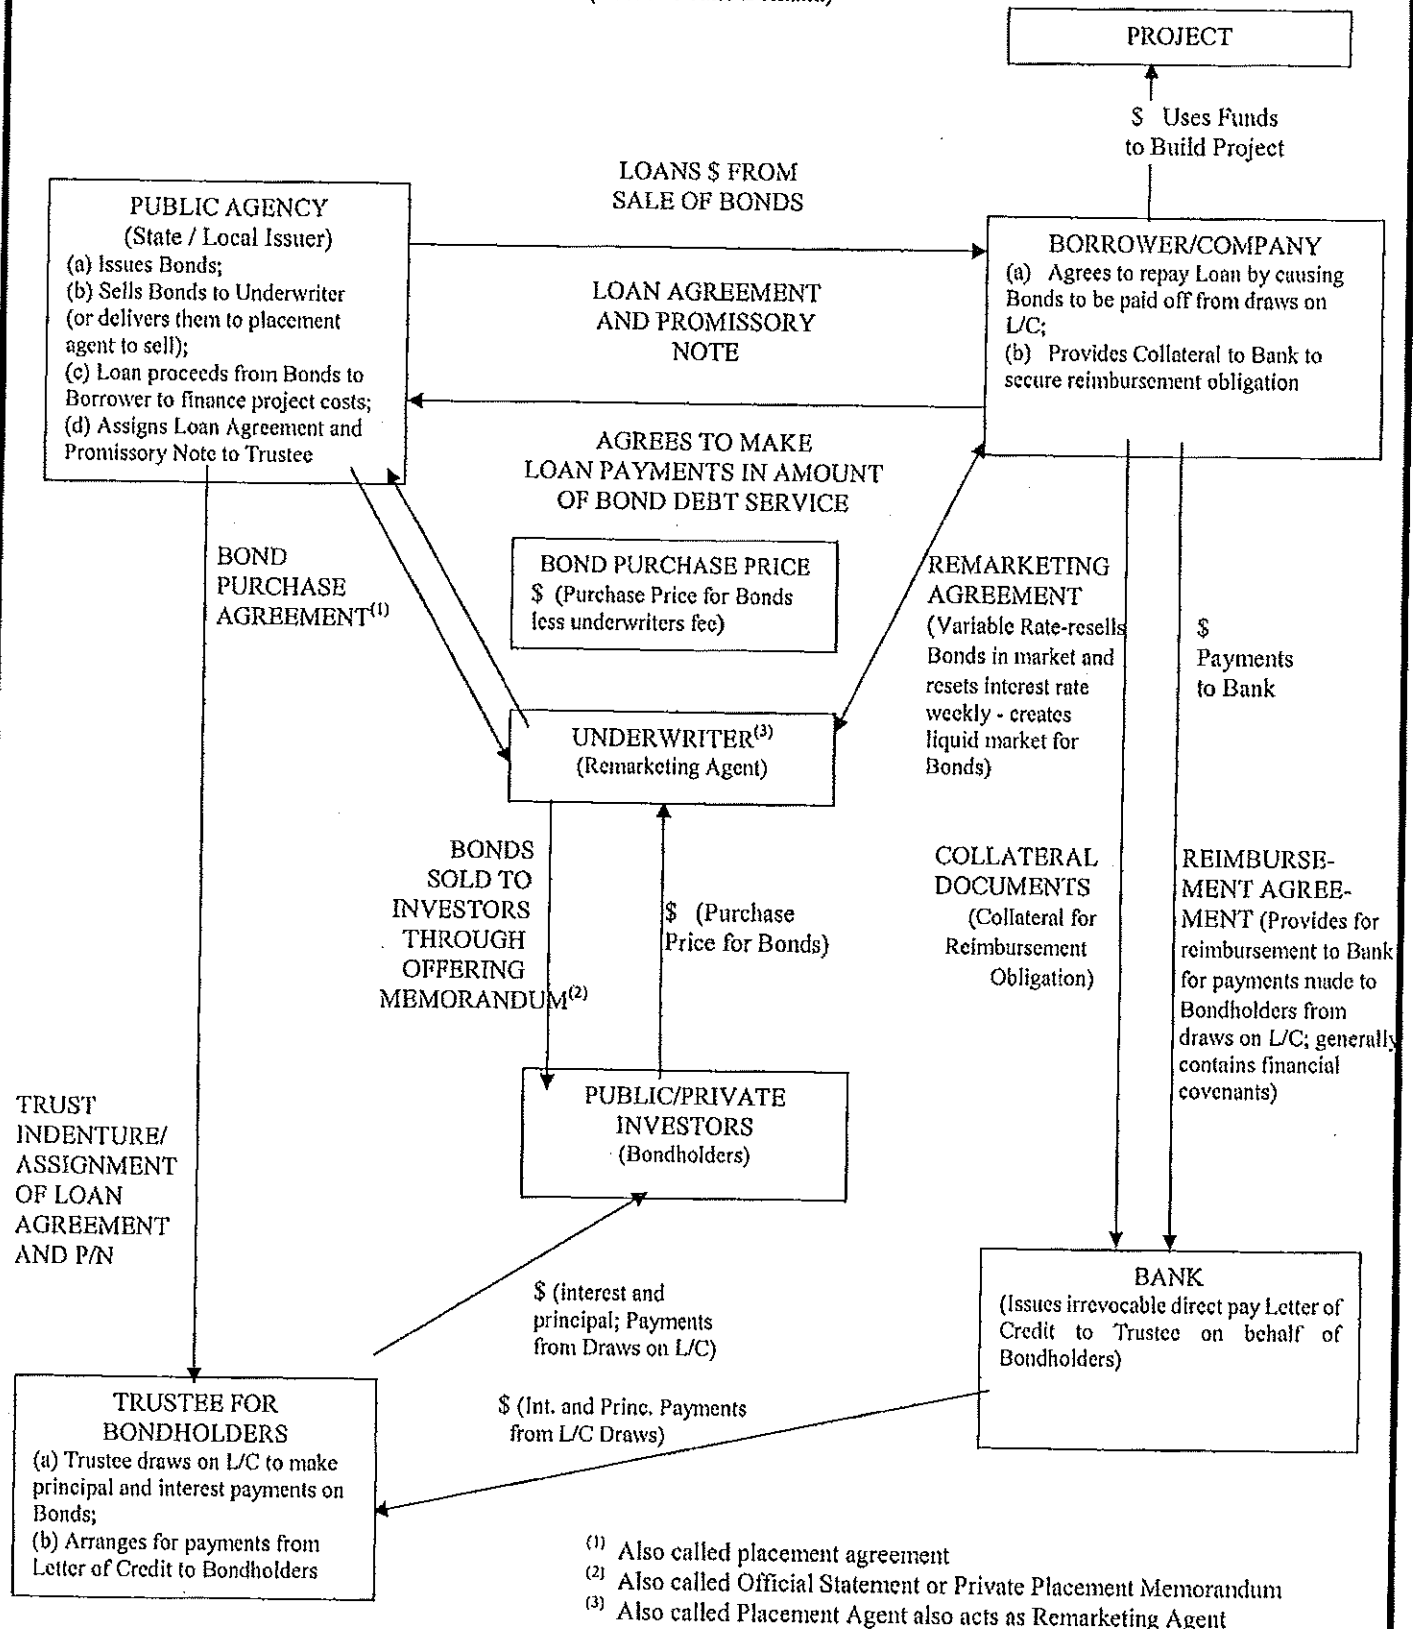 PROJECT
$ Uses Funds
to Build Project
LOANS $ FROM
SALE OF BONDS
PUBLIC AGENCY
(State / Local Issuer)
(a) Issues Bonds;
(b) Sells Bonds to Underwriter
(or delivers them to placement
agent to sell);
(c) Loan proceeds from Bonds to
Borrower to finance project costs;
(d) Assigns Loan Agreement and
Promissory Note to Trustee
BORROWER/COMPANY
(a) Agrees to repay Loan by causing
Bonds to be paid off from draws on
L/C;
(b) Provides Collateral to Bank to
secure reimbursement obligation
LOAN AGREEMENT
AND PROMISSORY
NOTE
AGREES TO MAKE
LOAN PAYMENTS IN AMOUNT
OF BOND DEBT SERVICE
BOND
PURCHASE
AGREEMENT(1)
BOND PURCHASE PRICE
$ (Purchase Price for Bonds
less underwriters fee)
REMARKETING
AGREEMENT
(Variable Rate-resells
Bonds in market and
resets interest rate
weekly - creates
liquid market for
Bonds)
$
Payments
to Bank
UNDERWRITER(3)
(Remarketing Agent)
BONDS
SOLD TO
INVESTORS
THROUGH
OFFERING
MEMORANDUM(2)
$ (Purchase
Price for Bonds)
COLLATERAL
DOCUMENTS
(Collateral for
Reimbursement
Obligation)
REIMBURSE-
MENT AGREE-
MENT (Provides for
reimbursement to Bank
for payments made to
Bondholders from
draws on L/C; generally
contains financial
covenants)
PUBLIC/PRIVATE
INVESTORS
(Bondholders)
TRUST
INDENTURE/
ASSIGNMENT
OF LOAN
AGREEMENT
AND P/N
$ (interest and
principal; Payments
from Draws on L/C)
BANK
(Issues irrevocable direct pay Letter of
Credit to Trustee on behalf of
Bondholders)
$ (Int. and Princ. Payments
from L/C Draws)
TRUSTEE FOR
BONDHOLDERS
(a) Trustee draws on L/C to make
principal and interest payments on
Bonds;
(b) Arranges for payments from
Letter of Credit to Bondholders
(1) Also called placement agreement
(2) Also called Official Statement or Private Placement Memorandum
(3) Also called Placement Agent also acts as Remarketing Agent